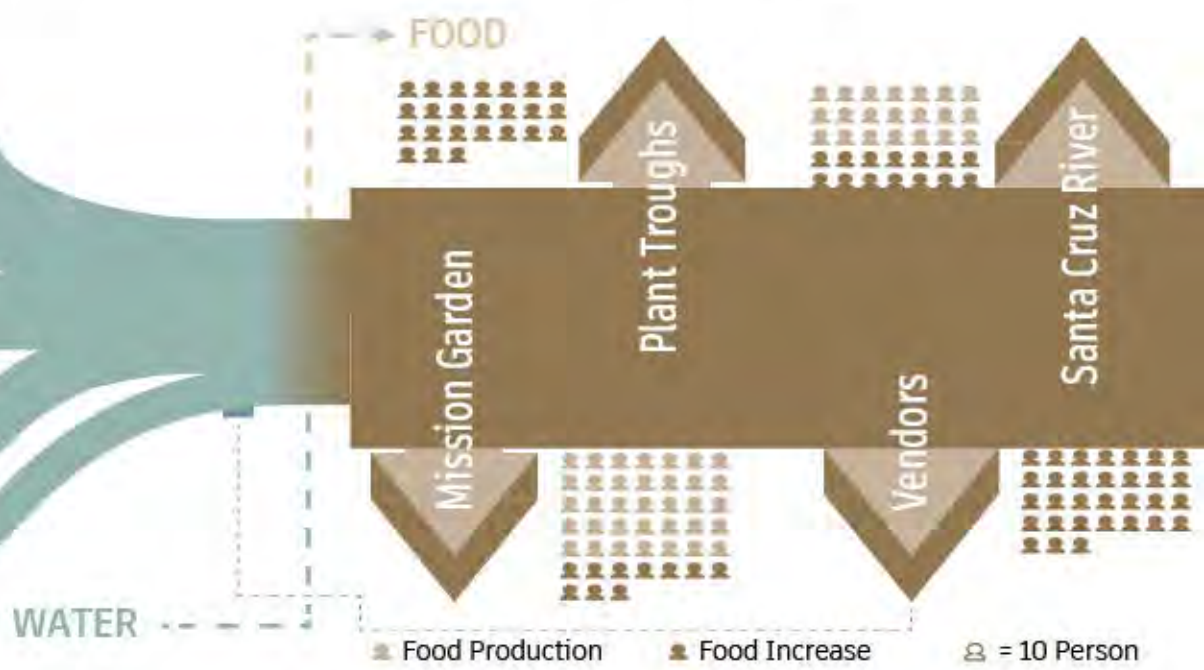 FOOD
Plant Troughs
Santa Cruz River
Mission Garden
Vendors
WATER
Food Production
Food Increase
= 10 Person